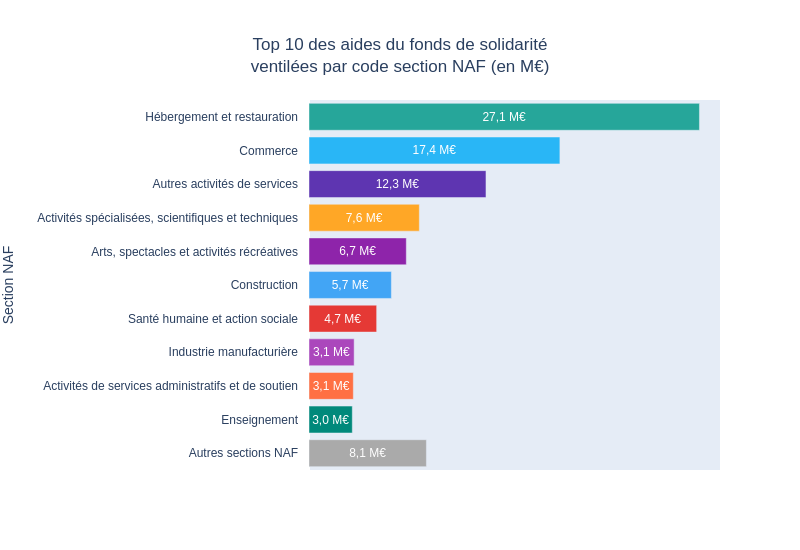 Top 10 des aides du fonds de solidarité
ventilées par code section NAF (en M€)
Section NAF
Hébergement et restauration 27,1 M€
Commerce 17,4 M€
Autres activités de services 12,3 M€
Activités spécialisées, scientifiques et techniques 7,6 M€
Arts, spectacles et activités récréatives 6,7 M€
Construction 5,7 M€
Santé humaine et action sociale 4,7 M€
Industrie manufacturière 3,1 M€
Activités de services administratifs et de soutien 3,1 M€
Enseignement 3,0 M€
Autres sections NAF 8,1 M€